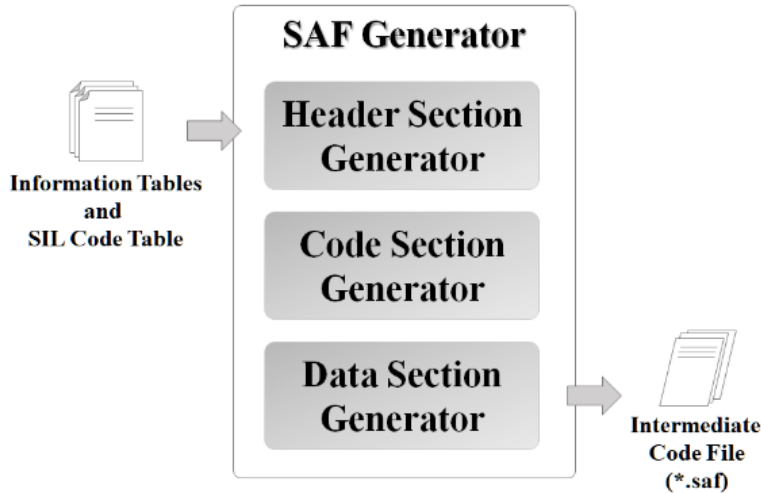 SAF Generator
Header Section
Generator
Information Tables
and
SIL Code Table
Code Section
Generator
Data Section
Generator
Intermediate
Code File
(*.saf)